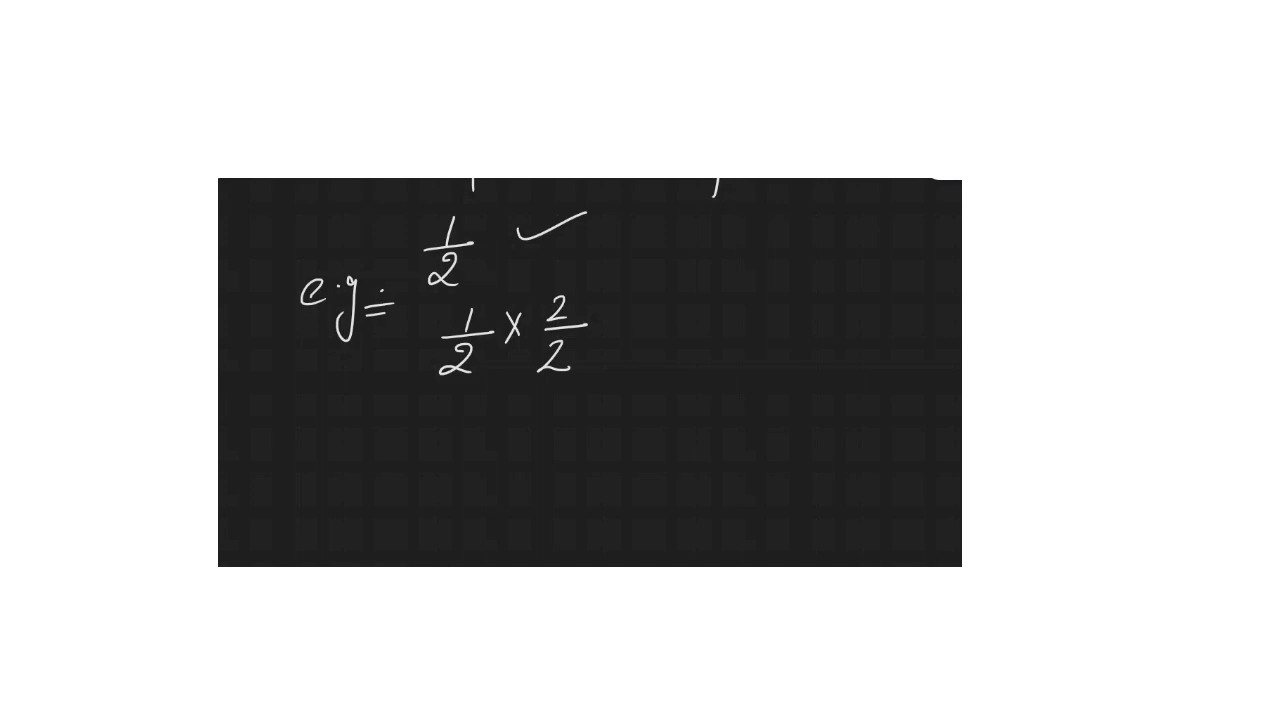 1/2 ✓
e.g:=
1/2 × 2/2